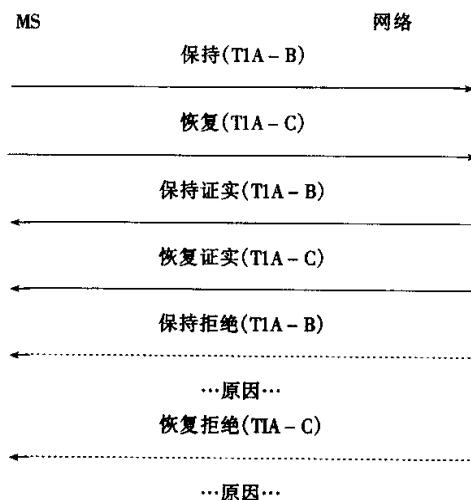 MS 网络
保持(T1A－B)
恢复(T1A－C)
保持证实(T1A－B)
恢复证实(T1A－C)
保持拒绝(T1A－B)
…原因…
恢复拒绝(TIA－C)
…原因…